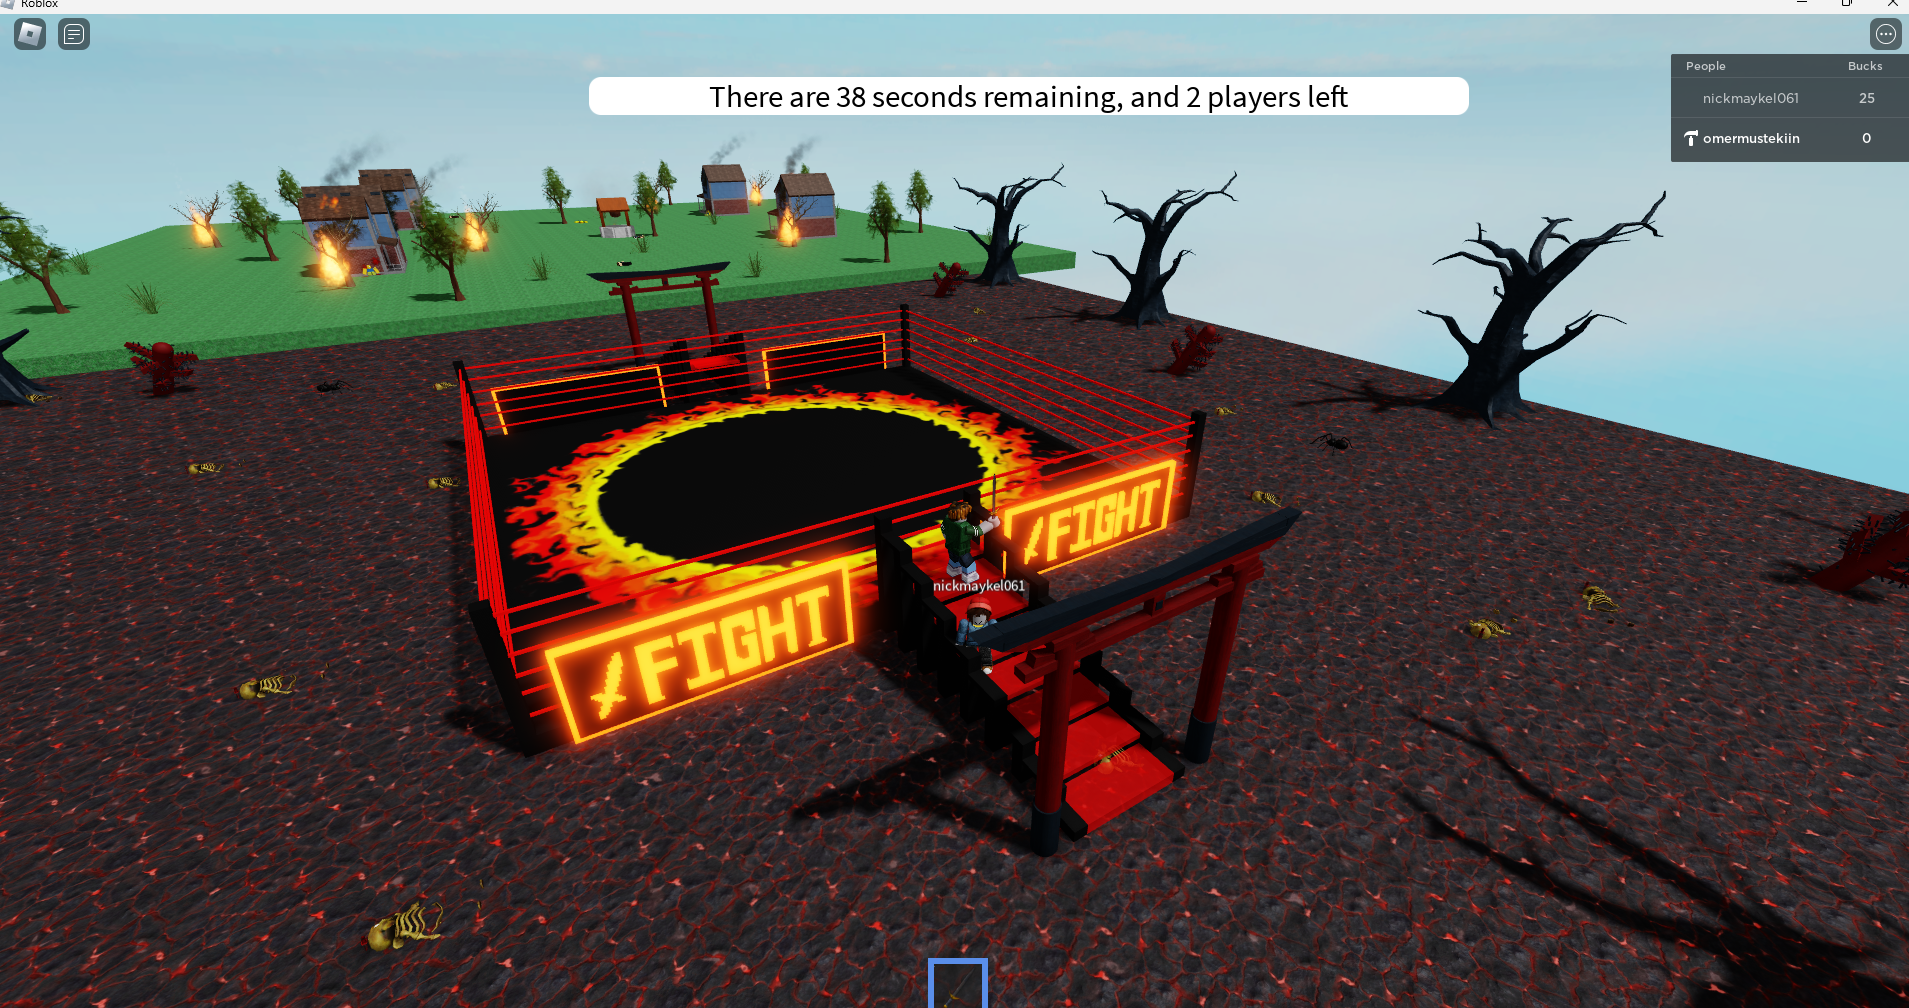 Roblox
There are 38 seconds remaining, and 2 players left
People Bucks
nickmaykel061 25
omermustekiin 0
FIGHT
nickmaykel061
FIGHT